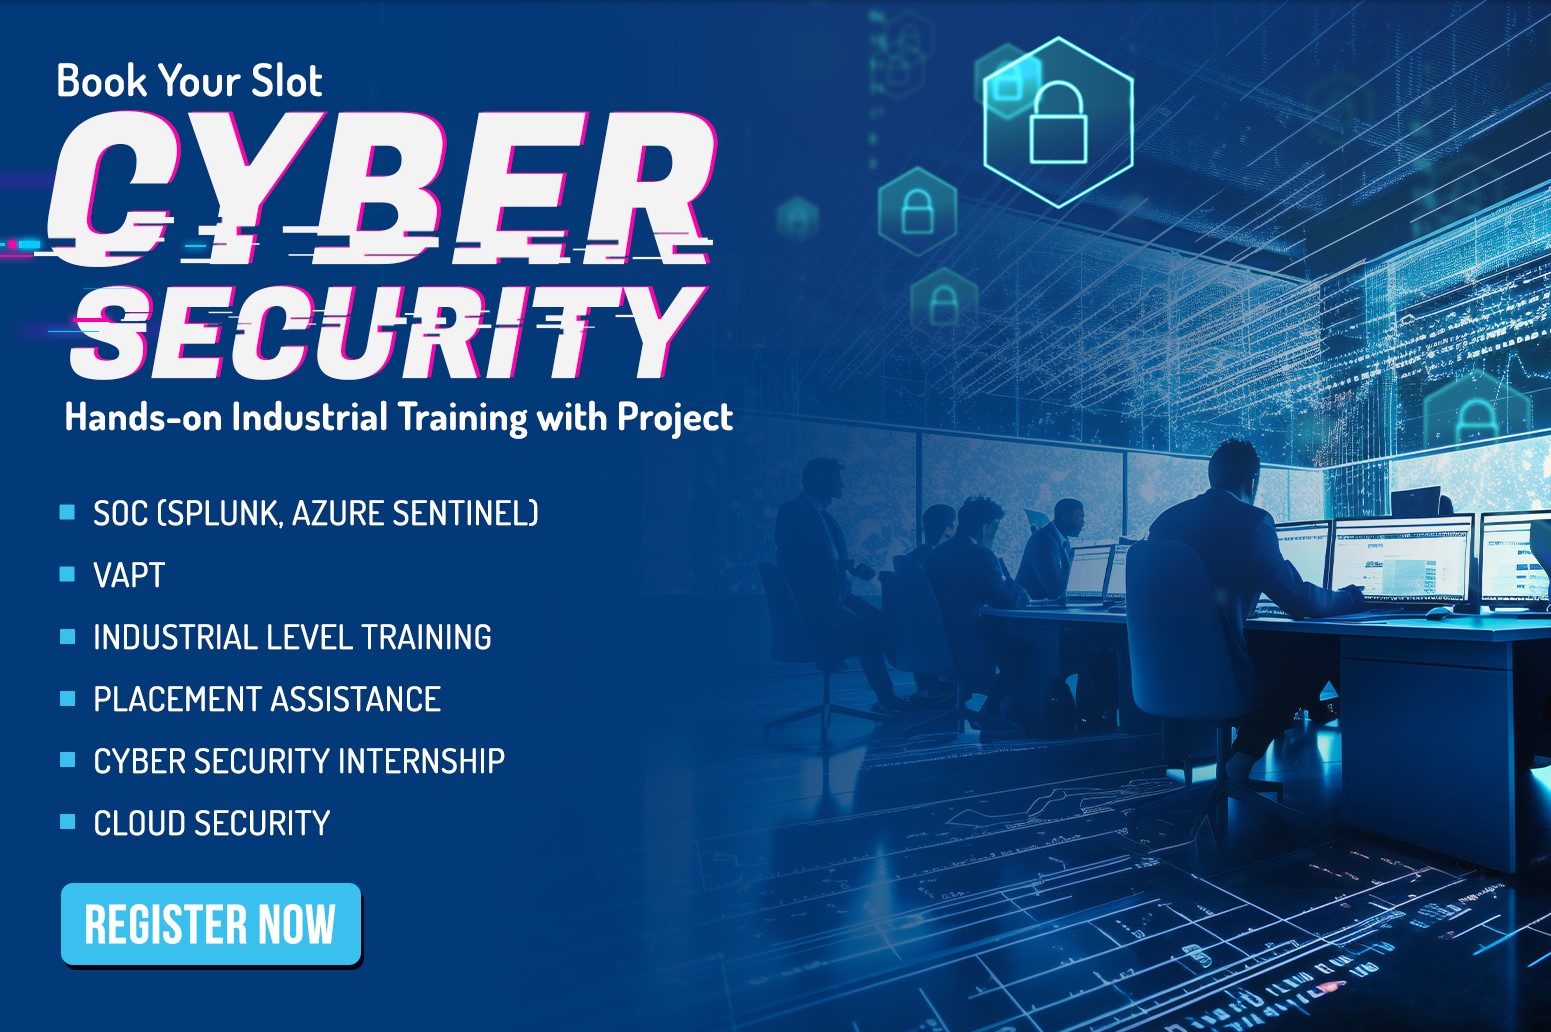 Book Your Slot
CYBER
SECURITY
Hands-on Industrial Training with Project
SOC (SPLUNK, AZURE SENTINEL)
VAPT
INDUSTRIAL LEVEL TRAINING
PLACEMENT ASSISTANCE
CYBER SECURITY INTERNSHIP
CLOUD SECURITY
REGISTER NOW